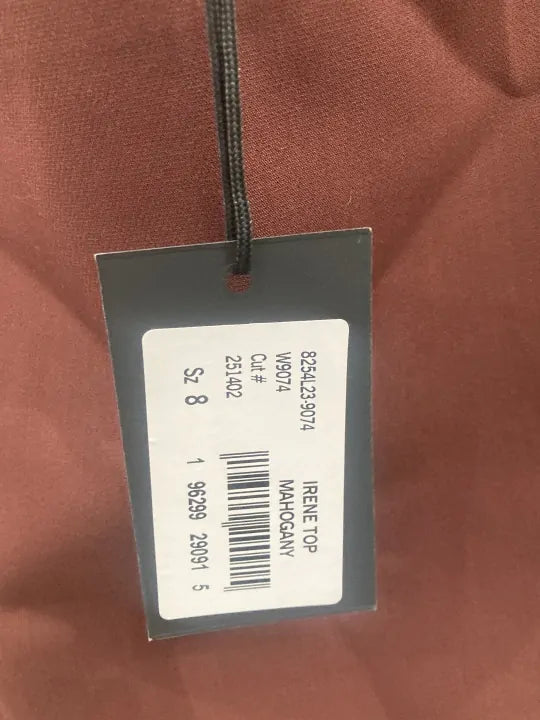 8254L23-9074 IRENE TOP
W9074 MAHOGANY
Cut #
251402
Sz 8
1 96299 29091 5